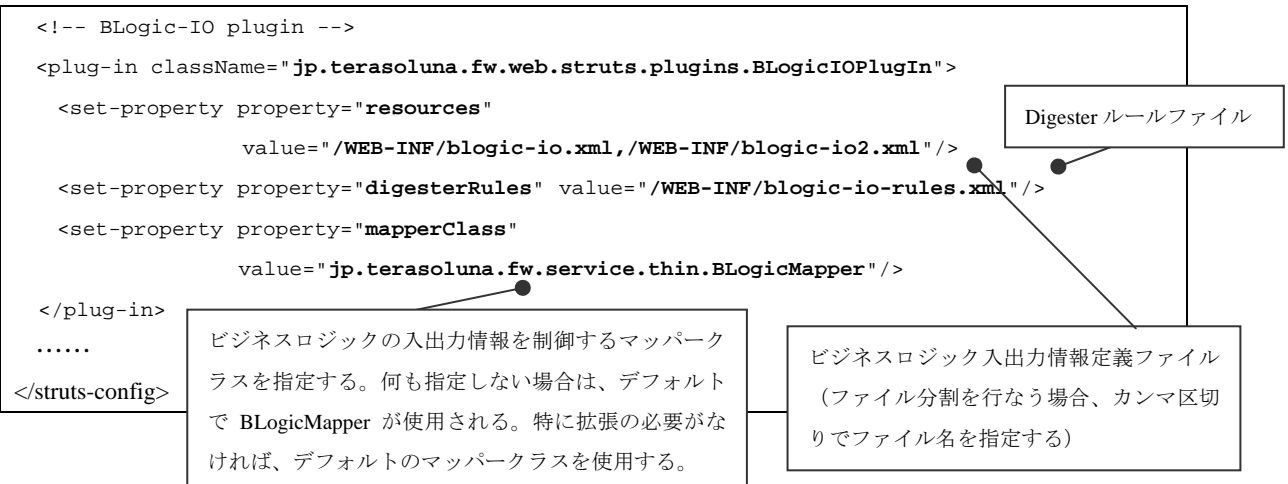 <!-- BLogic-IO plugin -->
<plug-in className="jp.terasoluna.fw.web.struts.plugins.BLogicIOPlugIn">
<set-property property="resources"
value="/WEB-INF/blogic-io.xml,/WEB-INF/blogic-io2.xml"/>
Digester ルールファイル
<set-property property="digesterRules" value="/WEB-INF/blogic-io-rules.xml"/>
<set-property property="mapperClass"
value="jp.terasoluna.fw.service.thin.BLogicMapper"/>
</plug-in>
……
</struts-config>
ビジネスロジックの入出力情報を制御するマッパーク
ラスを指定する。何も指定しない場合は、デフォルト
で BLogicMapper が使用される。特に拡張の必要がな
ければ、デフォルトのマッパークラスを使用する。
ビジネスロジック入出力情報定義ファイル
（ファイル分割を行なう場合、カンマ区切
りでファイル名を指定する）